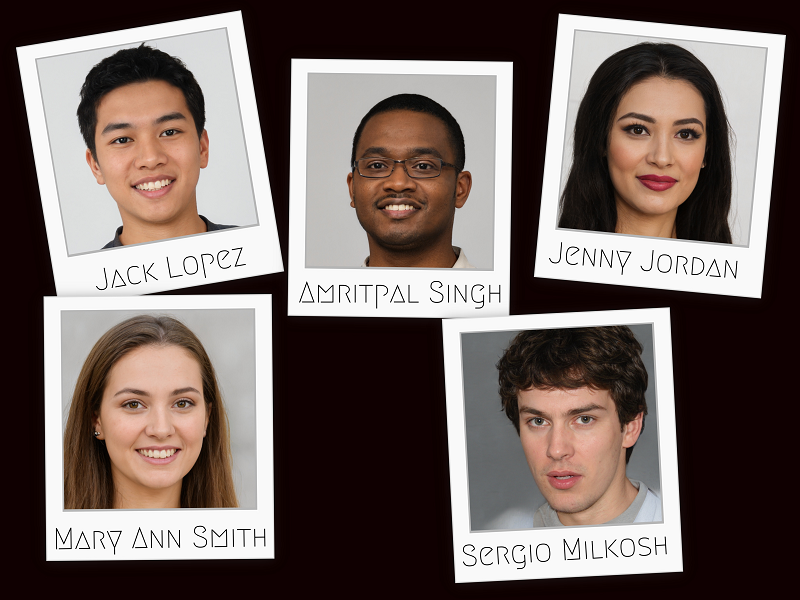 Jack Lopez
Amritpal Singh
Jenny Jordan
Mary Ann Smith
Sergio Milkosh